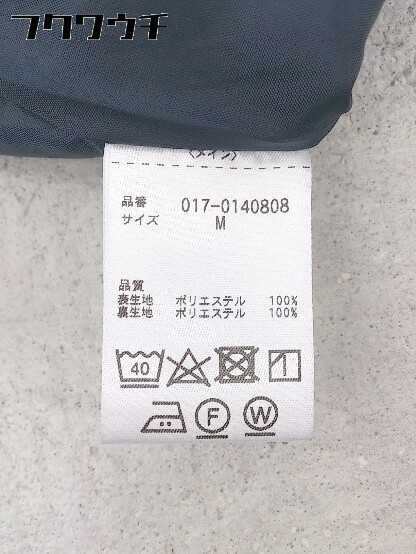 フクワウチ
〈メイン〉
品番 017-0140808
サイズ M
品質
表生地 ポリエステル 100%
裏生地 ポリエステル 100%
40
F W